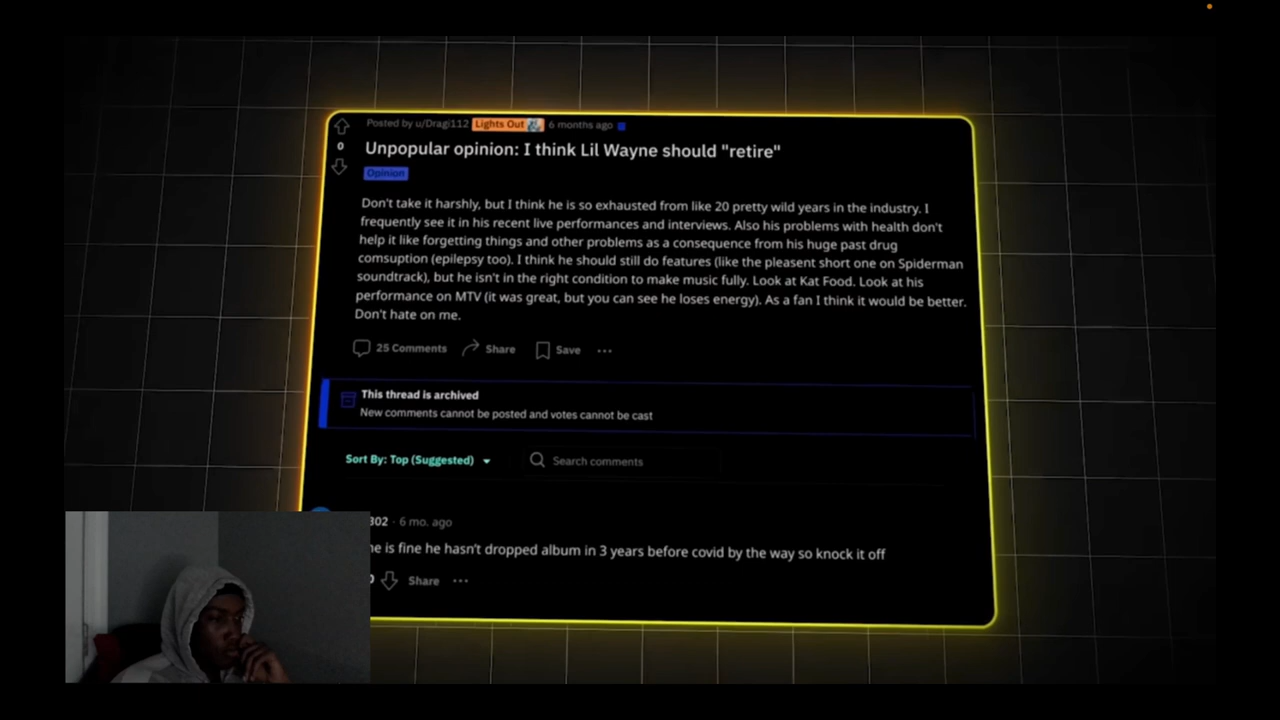 Posted by u/Dragi112 Lights Out 6 months ago
0
Unpopular opinion: I think Lil Wayne should "retire"
Opinion
Don't take it harshly, but I think he is so exhausted from like 20 pretty wild years in the industry. I
frequently see it in his recent live performances and interviews. Also his problems with health don't
help it like forgetting things and other problems as a consequence from his huge past drug
comsuption (epilepsy too). I think he should still do features (like the pleasent short one on Spiderman
soundtrack), but he isn't in the right condition to make music fully. Look at Kat Food. Look at his
performance on MTV (it was great, but you can see he loses energy). As a fan I think it would be better.
Don't hate on me.
25 Comments Share Save
This thread is archived
New comments cannot be posted and votes cannot be cast
Sort By: Top (Suggested) Search comments
302 · 6 mo. ago
he is fine he hasn't dropped album in 3 years before covid by the way so knock it off
Share